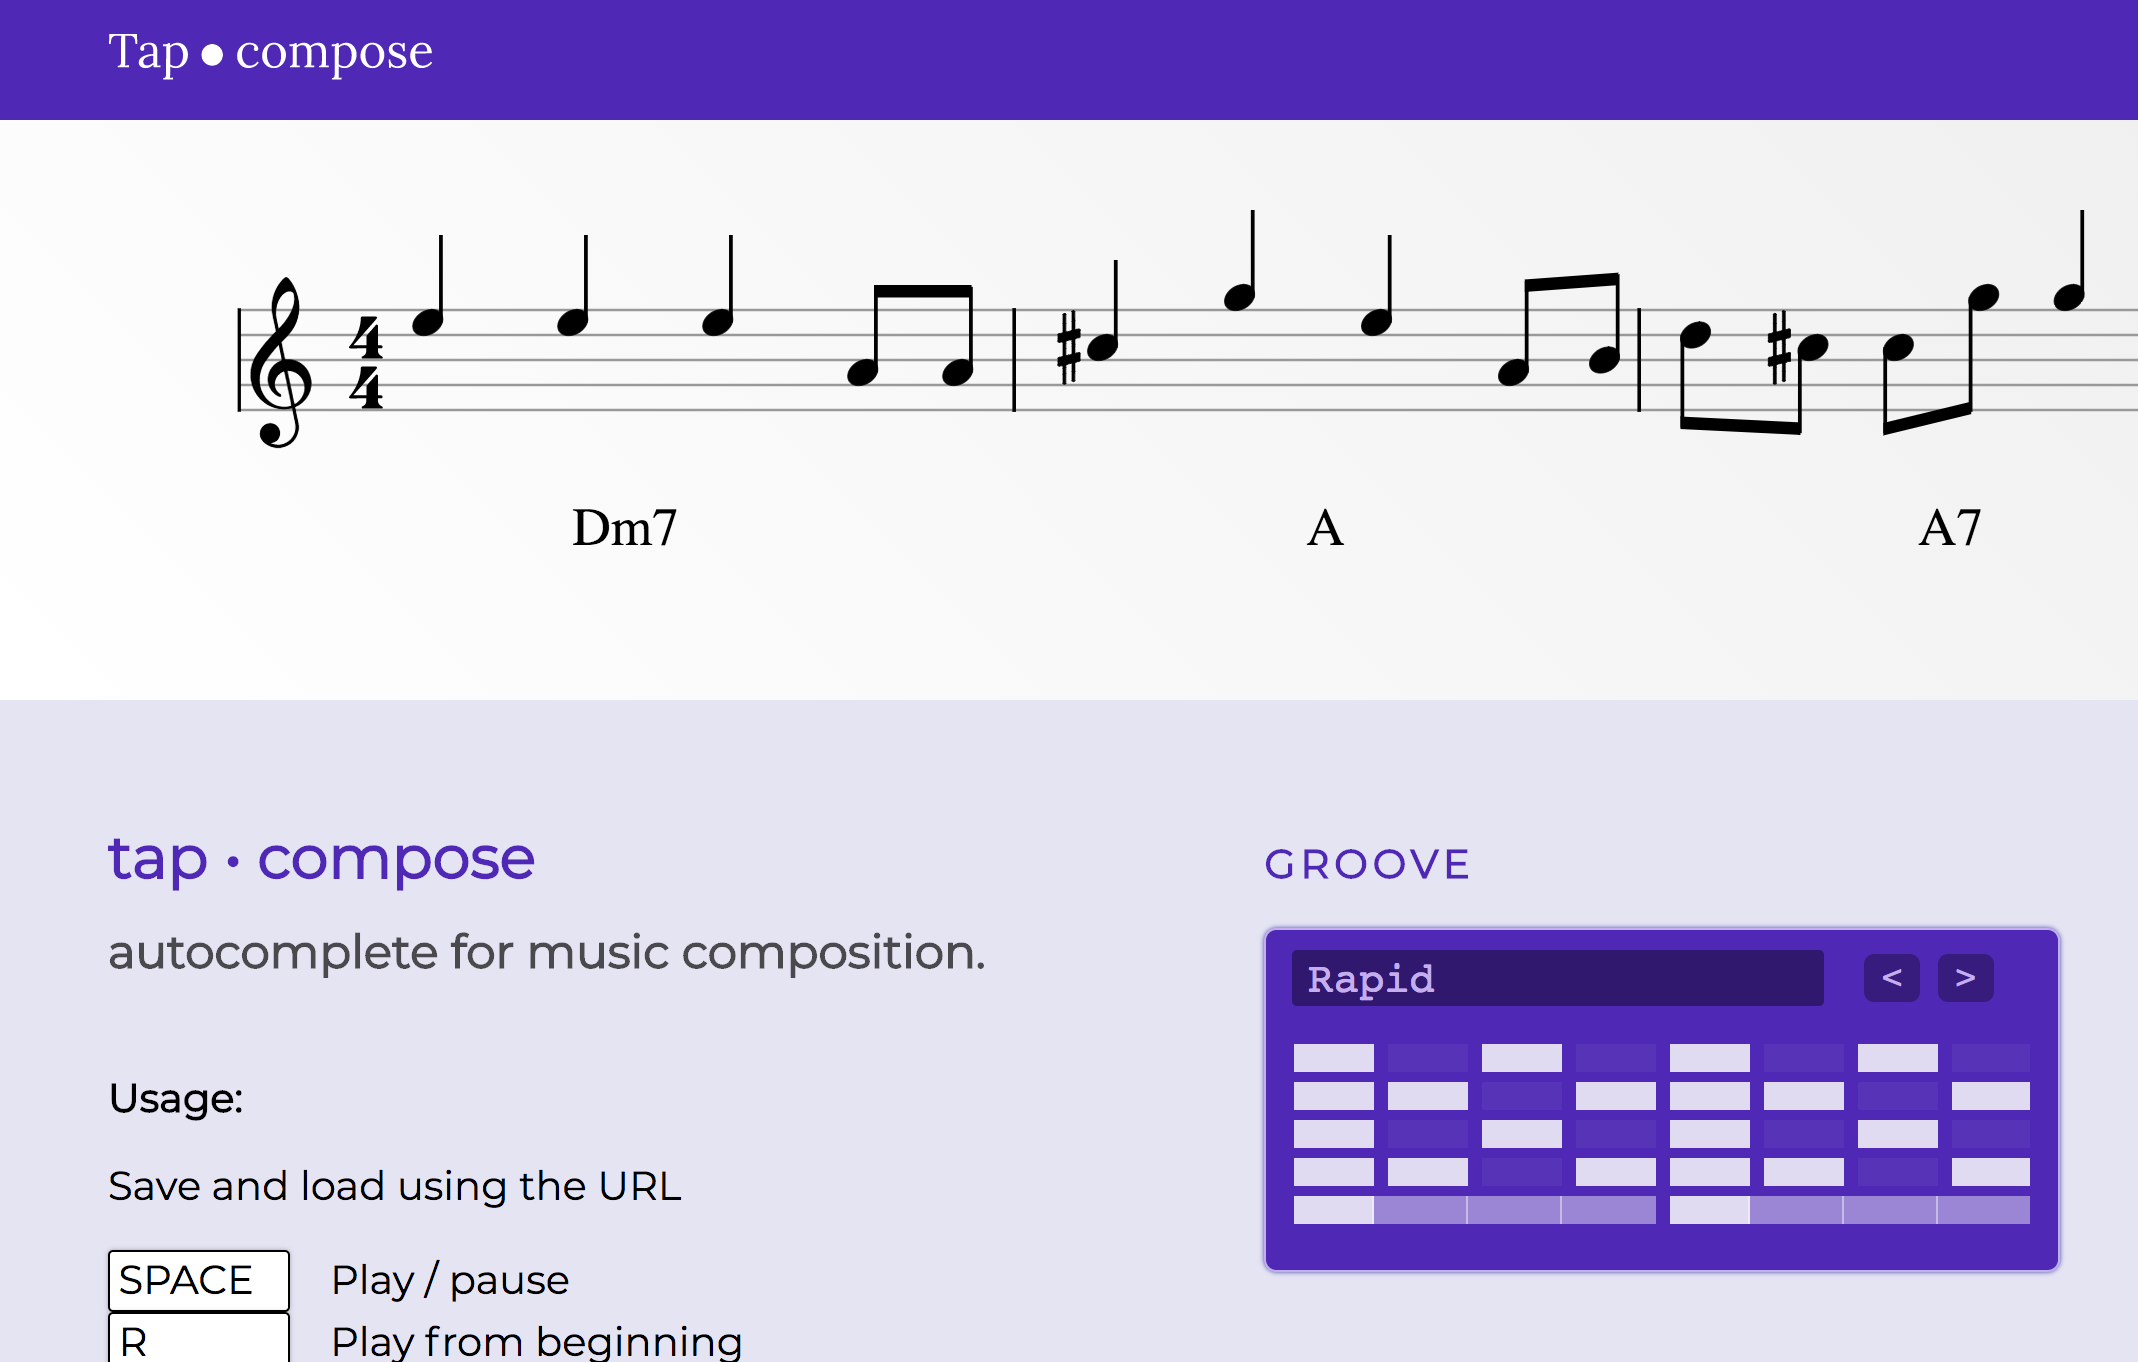 Tap • compose
4
4
Dm7 A A7
tap • compose
autocomplete for music composition.
Usage:
Save and load using the URL
SPACE Play / pause
R Play from beginning
GROOVE
Rapid < >